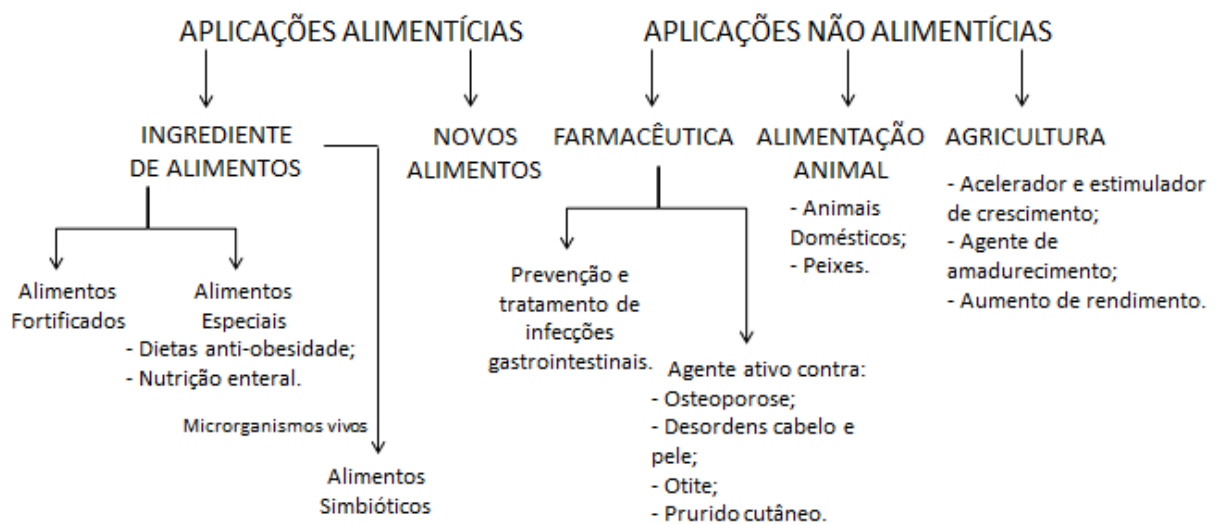 APLICAÇÕES ALIMENTÍCIAS
APLICAÇÕES NÃO ALIMENTÍCIAS
INGREDIENTE
DE ALIMENTOS
NOVOS
ALIMENTOS
FARMACÊUTICA
ALIMENTAÇÃO
ANIMAL
- Animais
Domésticos;
- Peixes.
AGRICULTURA
- Acelerador e estimulador
de crescimento;
- Agente de
amadurecimento;
- Aumento de rendimento.
Alimentos
Fortificados
Alimentos
Especiais
- Dietas anti-obesidade;
- Nutrição enteral.
Microrganismos vivos
Alimentos
Simbióticos
Prevenção e
tratamento de
infecções
gastrointestinais.
Agente ativo contra:
- Osteoporose;
- Desordens cabelo e
pele;
- Otite;
- Prurido cutâneo.